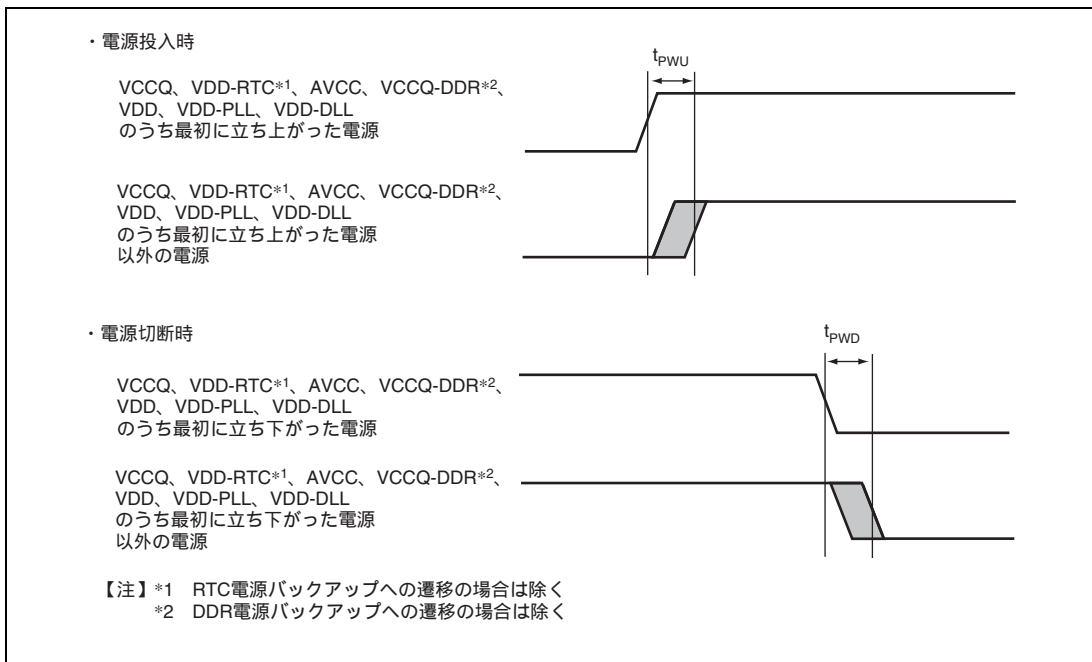 ・電源投入時
tPWU
VCCQ、VDD-RTC*1、AVCC、VCCQ-DDR*2、
VDD、VDD-PLL、VDD-DLL
のうち最初に立ち上がった電源
VCCQ、VDD-RTC*1、AVCC、VCCQ-DDR*2、
VDD、VDD-PLL、VDD-DLL
のうち最初に立ち上がった電源
以外の電源
・電源切断時
tPWD
VCCQ、VDD-RTC*1、AVCC、VCCQ-DDR*2、
VDD、VDD-PLL、VDD-DLL
のうち最初に立ち下がった電源
VCCQ、VDD-RTC*1、AVCC、VCCQ-DDR*2、
VDD、VDD-PLL、VDD-DLL
のうち最初に立ち下がった電源
以外の電源
【注】*1 RTC電源バックアップへの遷移の場合は除く
*2 DDR電源バックアップへの遷移の場合は除く